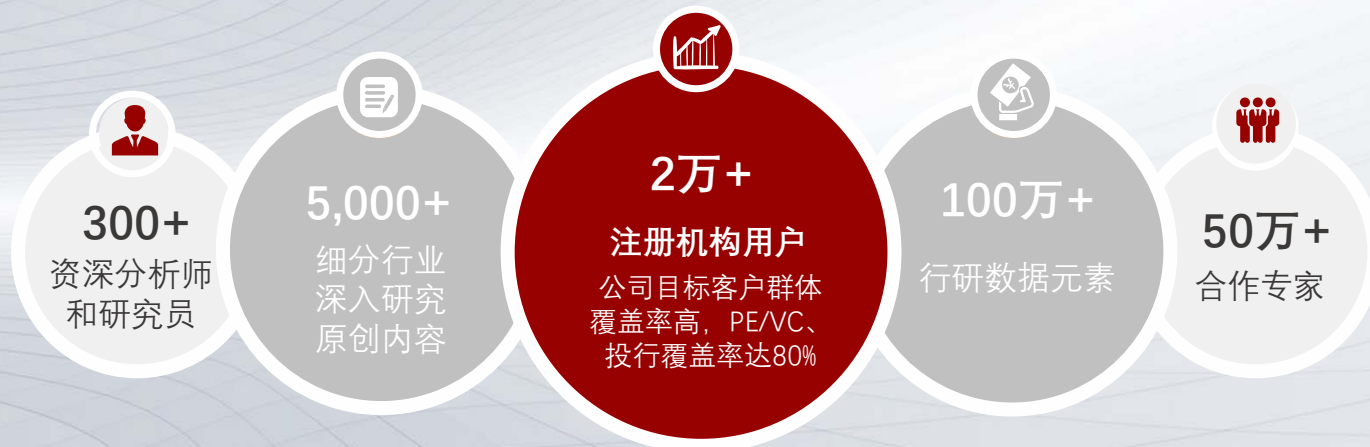 300+
资深分析师
和研究员
5,000+
细分行业
深入研究
原创内容
2万+
注册机构用户
公司目标客户群体
覆盖率高，PE/VC、
投行覆盖率达80%
100万+
行研数据元素
50万+
合作专家